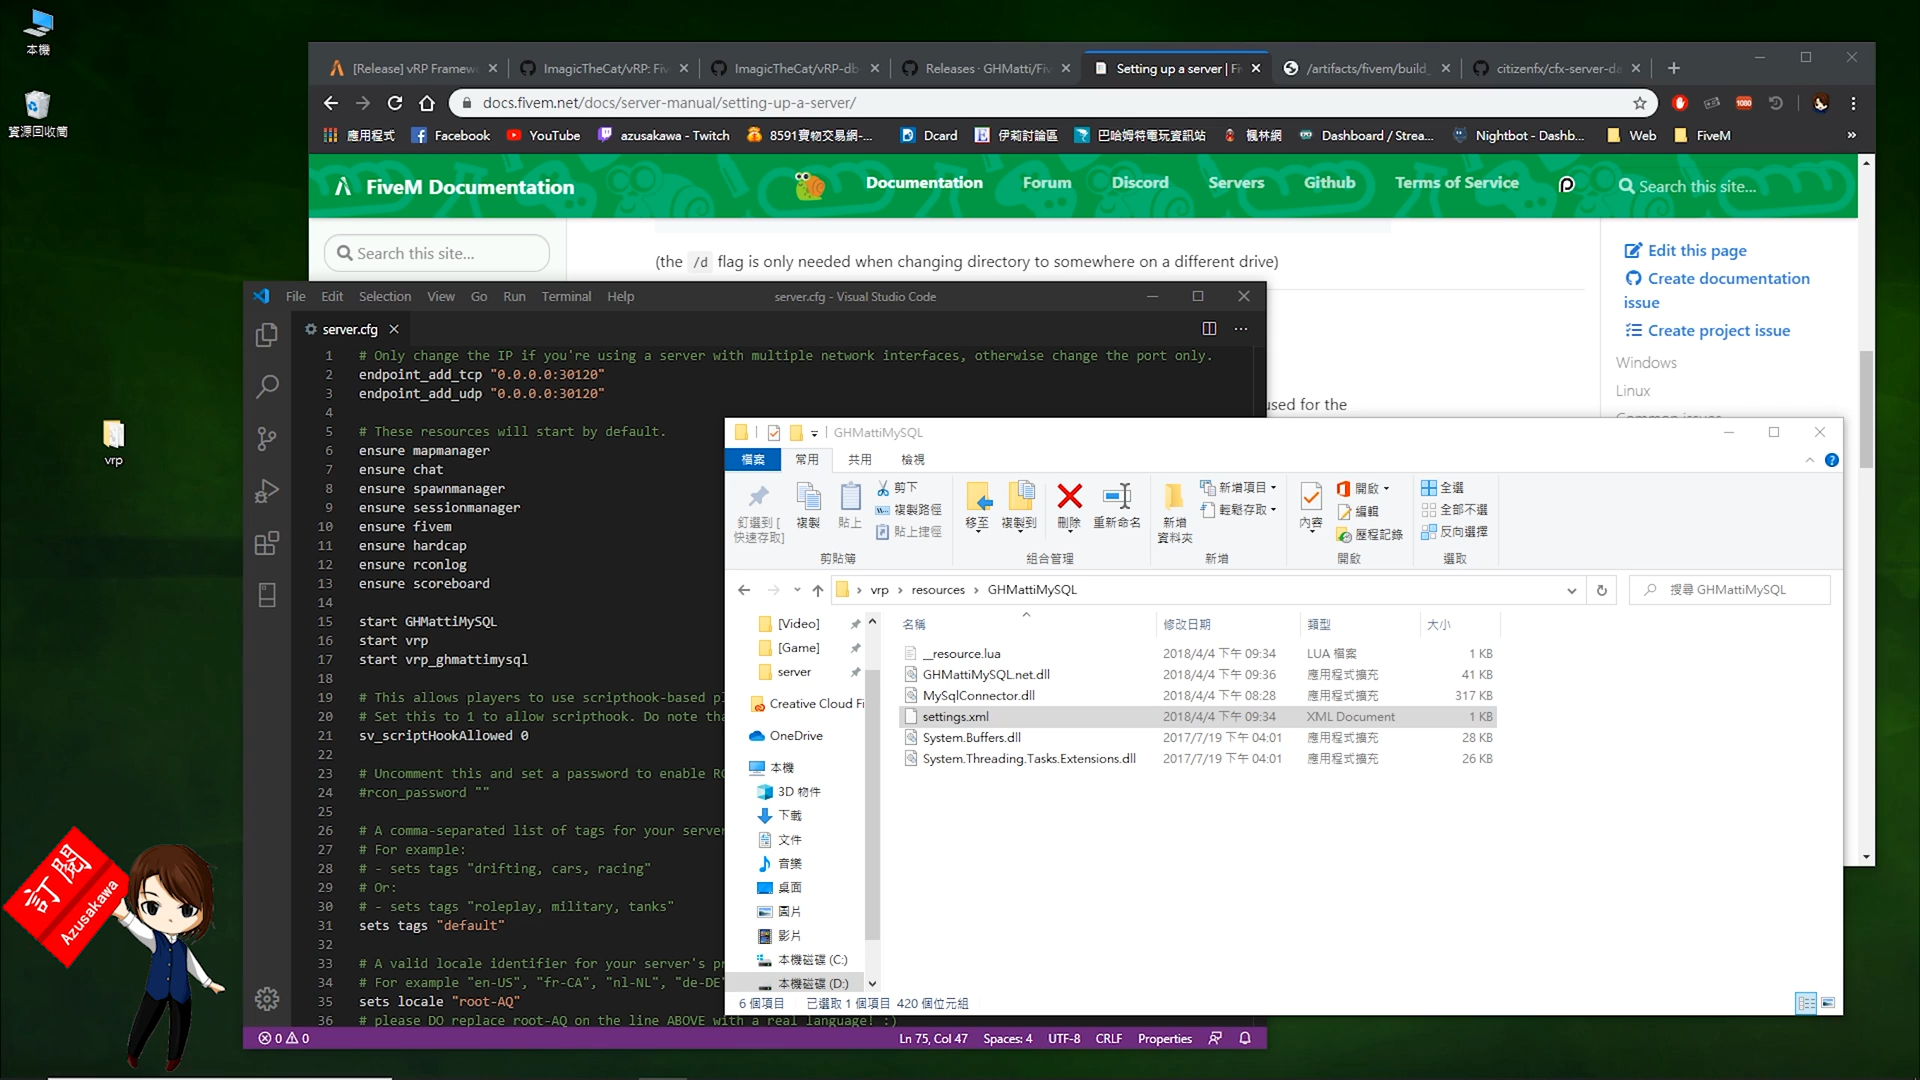 本機
資源回收筒
vrp
訂閱
Azusakawa
[Release] vRP Framewo
ImagicTheCat/vRP: Fiv
ImagicTheCat/vRP-db
Releases · GHMatti/Fiv
Setting up a server | Fi
/artifacts/fivem/build_
citizenfx/cfx-server-da
docs.fivem.net/docs/server-manual/setting-up-a-server/
1080
應用程式
Facebook
YouTube
azusakawa - Twitch
8591寶物交易網-...
Dcard
伊莉討論區
巴哈姆特電玩資訊站
楓林網
Dashboard / Strea...
Nightbot - Dashb...
Web
FiveM
»
FiveM Documentation
Documentation
Forum
Discord
Servers
Github
Terms of Service
Search this site...
Search this site...
(the /d flag is only needed when changing directory to somewhere on a different drive)
used for the
Edit this page
Create documentation
issue
Create project issue
Windows
Linux
Common issues
File Edit Selection View Go Run Terminal Help
server.cfg - Visual Studio Code
server.cfg
1 # Only change the IP if you're using a server with multiple network interfaces, otherwise change the port only.
2 endpoint_add_tcp "0.0.0.0:30120"
3 endpoint_add_udp "0.0.0.0:30120"
4
5 # These resources will start by default.
6 ensure mapmanager
7 ensure chat
8 ensure spawnmanager
9 ensure sessionmanager
10 ensure fivem
11 ensure hardcap
12 ensure rconlog
13 ensure scoreboard
14
15 start GHMattiMySQL
16 start vrp
17 start vrp_ghmattimysql
18
19 # This allows players to use scripthook-based pl
20 # Set this to 1 to allow scripthook. Do note tha
21 sv_scriptHookAllowed 0
22
23 # Uncomment this and set a password to enable RC
24 #rcon_password ""
25
26 # A comma-separated list of tags for your server
27 # For example:
28 # - sets tags "drifting, cars, racing"
29 # Or:
30 # - sets tags "roleplay, military, tanks"
31 sets tags "default"
32
33 # A valid locale identifier for your server's pr
34 # For example "en-US", "fr-CA", "nl-NL", "de-DE"
35 sets locale "root-AQ"
36 # please DO replace root-AQ on the line ABOVE with a real language! :)
0 0
Ln 75, Col 47
Spaces: 4
UTF-8
CRLF
Properties
GHMattiMySQL
檔案 常用 共用 檢視
釘選到 [
快速存取]
複製
貼上
剪下
複製路徑
貼上捷徑
剪貼簿
移至
複製到
刪除
重新命名
組合管理
新增
資料夾
新增項目
輕鬆存取
新增
內容
開啟
編輯
歷程記錄
開啟
全選
全部不選
反向選擇
選取
vrp › resources › GHMattiMySQL
搜尋 GHMattiMySQL
[Video]
[Game]
server
Creative Cloud Fi
OneDrive
本機
3D 物件
下載
文件
音樂
桌面
圖片
影片
本機磁碟 (C:)
本機磁碟 (D:)
名稱 修改日期 類型 大小
__resource.lua 2018/4/4 下午 09:34 LUA 檔案 1 KB
GHMattiMySQL.net.dll 2018/4/4 下午 09:36 應用程式擴充 41 KB
MySqlConnector.dll 2018/4/4 下午 08:28 應用程式擴充 317 KB
settings.xml 2018/4/4 下午 09:34 XML Document 1 KB
System.Buffers.dll 2017/7/19 下午 04:01 應用程式擴充 28 KB
System.Threading.Tasks.Extensions.dll 2017/7/19 下午 04:01 應用程式擴充 26 KB
6 個項目 已選取 1 個項目 420 個位元組